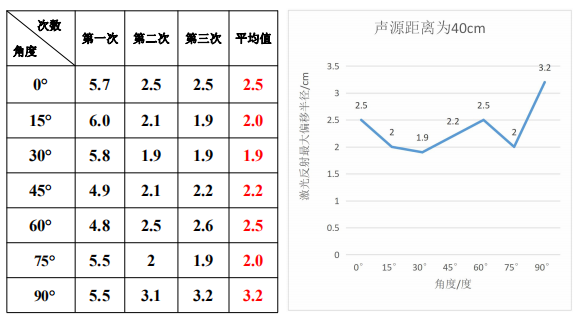 次数
角度
第一次 第二次 第三次 平均值
0° 5.7 2.5 2.5 2.5
15° 6.0 2.1 1.9 2.0
30° 5.8 1.9 1.9 1.9
45° 4.9 2.1 2.2 2.2
60° 4.8 2.5 2.6 2.5
75° 5.5 2 1.9 2.0
90° 5.5 3.1 3.2 3.2
声源距离为40cm
激光反射最大偏移半径/cm
3.5
3
2.5
2
1.5
1
0.5
0
2.5 2 1.9 2.2 2.5 2 3.2
0° 15° 30° 45° 60° 75° 90°
角度/度